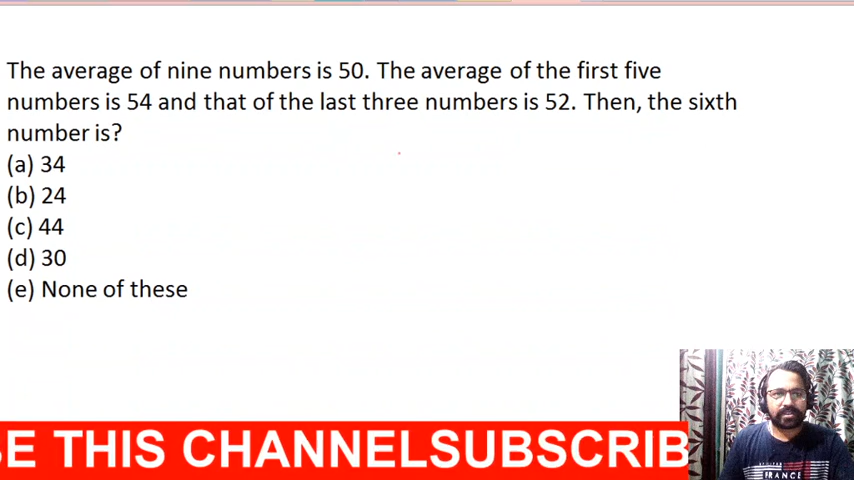 The average of nine numbers is 50. The average of the first five
numbers is 54 and that of the last three numbers is 52. Then, the sixth
number is?
(a) 34
(b) 24
(c) 44
(d) 30
(e) None of these
E THIS CHANNELSUBSCRIB
FRANCE